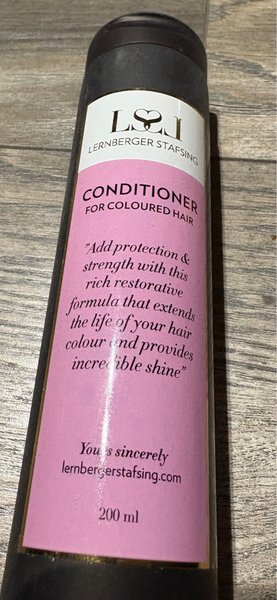 LSL
LERNBERGER STAFSING
CONDITIONER
FOR COLOURED HAIR
"Add protection &
strength with this
rich restorative
formula that extends
the life of your hair
colour and provides
incredible shine"
Yours sincerely
lernbergerstafsing.com
200 ml